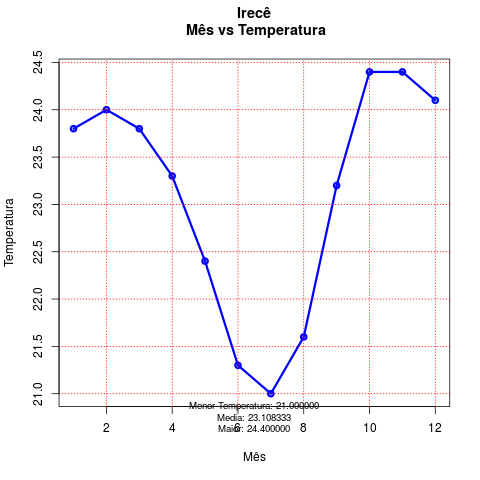 Irecê
Mês vs Temperatura
Temperatura
24.5
24.0
23.5
23.0
22.5
22.0
21.5
21.0
Menor Temperatura: 21.000000
Media: 23.108333
Maior: 24.400000
2 4 6 8 10 12
Mês